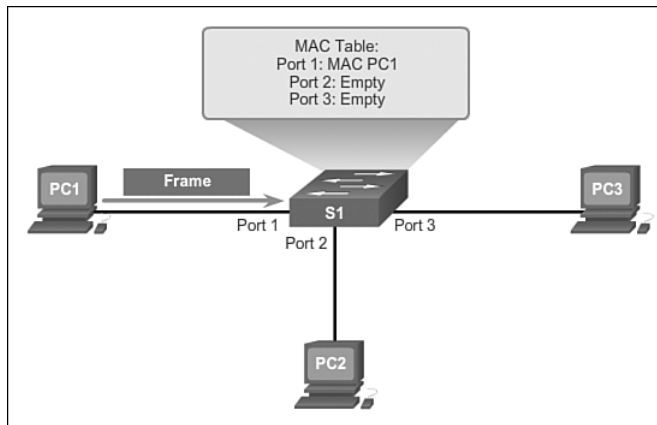 MAC Table:
Port 1: MAC PC1
Port 2: Empty
Port 3: Empty
PC1
Frame
S1
PC3
Port 1
Port 2
Port 3
PC2